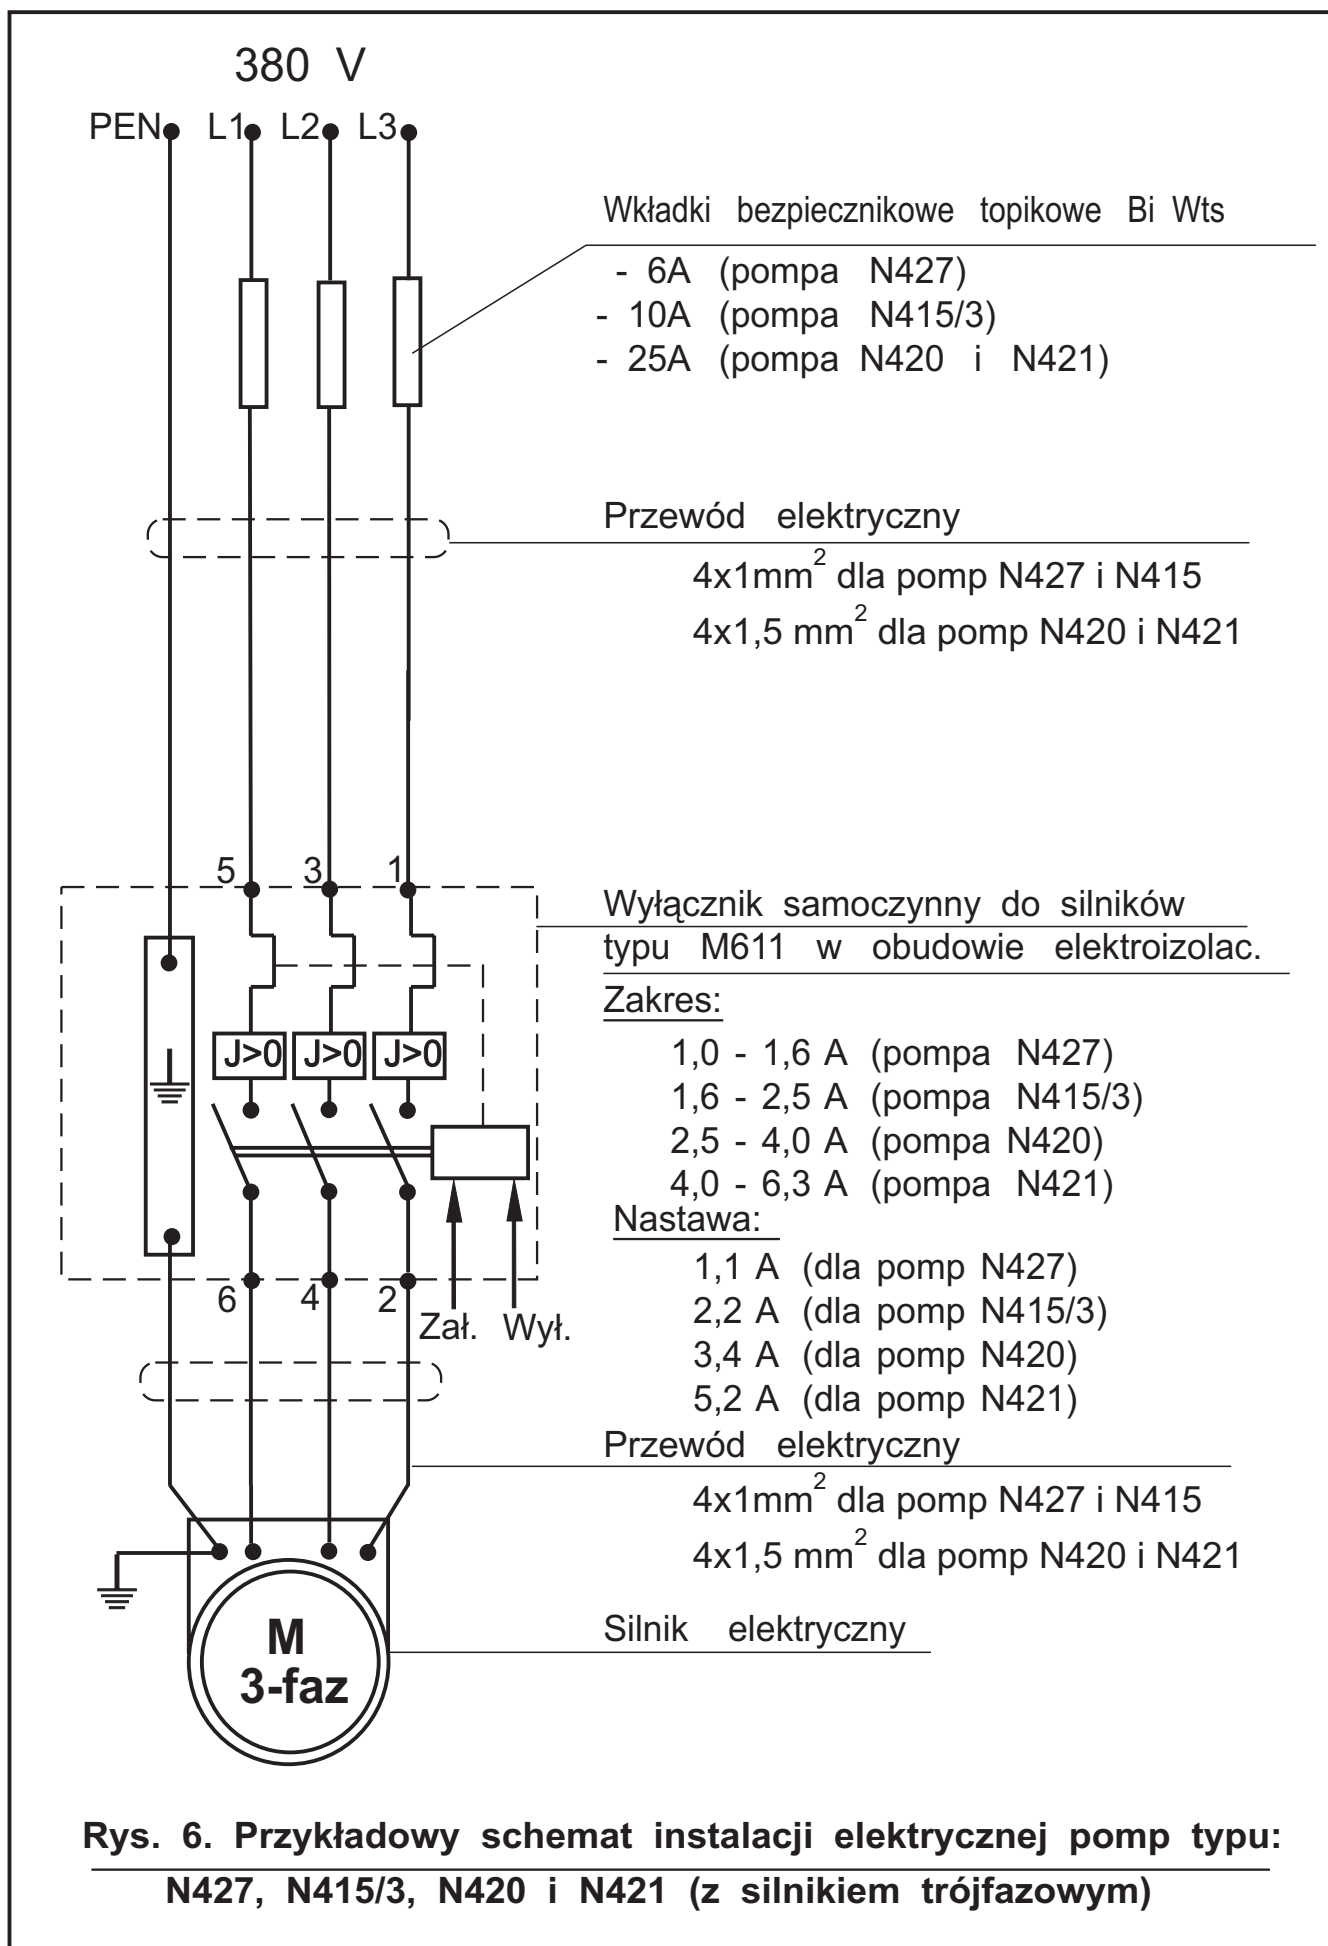 380 V
PEN L1 L2 L3
Wkładki bezpiecznikowe topikowe Bi Wts
- 6A (pompa N427)
- 10A (pompa N415/3)
- 25A (pompa N420 i N421)
Przewód elektryczny
4x1mm² dla pomp N427 i N415
4x1,5 mm² dla pomp N420 i N421
5 3 1
Wyłącznik samoczynny do silników
typu M611 w obudowie elektroizolac.
Zakres:
J>0 J>0 J>0
1,0 - 1,6 A (pompa N427)
1,6 - 2,5 A (pompa N415/3)
2,5 - 4,0 A (pompa N420)
4,0 - 6,3 A (pompa N421)
Nastawa:
1,1 A (dla pomp N427)
2,2 A (dla pomp N415/3)
3,4 A (dla pomp N420)
5,2 A (dla pomp N421)
6 4 2
Zał. Wył.
Przewód elektryczny
4x1mm² dla pomp N427 i N415
4x1,5 mm² dla pomp N420 i N421
Silnik elektryczny
M
3-faz
Rys. 6. Przykładowy schemat instalacji elektrycznej pomp typu:
N427, N415/3, N420 i N421 (z silnikiem trójfazowym)